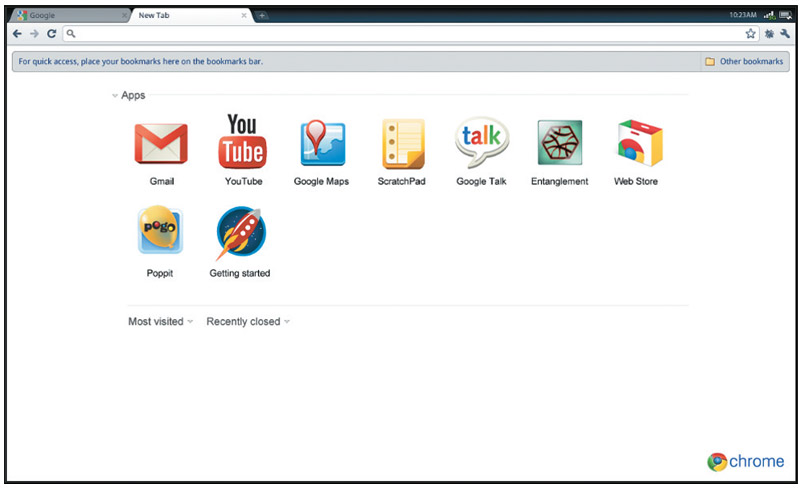 Google
New Tab
10:23AM
For quick access, place your bookmarks here on the bookmarks bar.
Other bookmarks
Apps
You
Tube
talk
Gmail
YouTube
Google Maps
ScratchPad
Google Talk
Entanglement
Web Store
pogo
Poppit
Getting started
Most visited
Recently closed
chrome